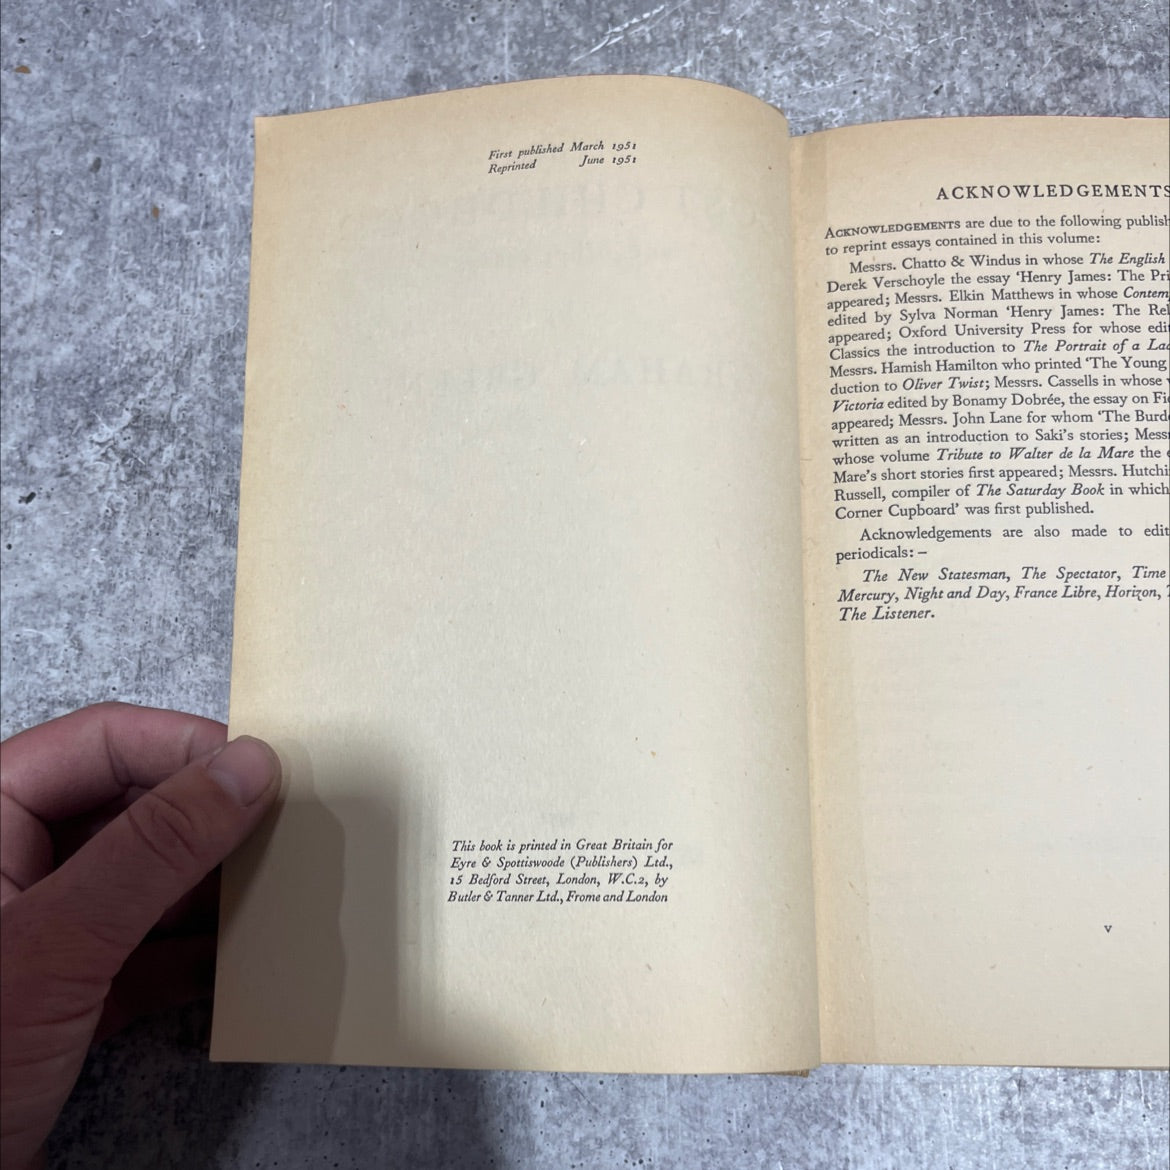 First published March 1951
Reprinted June 1951
This book is printed in Great Britain for
Eyre & Spottiswoode (Publishers) Ltd.,
15 Bedford Street, London, W.C.2, by
Butler & Tanner Ltd., Frome and London
ACKNOWLEDGEMENTS
ACKNOWLEDGEMENTS are due to the following publish
to reprint essays contained in this volume:
Messrs. Chatto & Windus in whose The English
Derek Verschoyle the essay ‘Henry James: The Pri
appeared; Messrs. Elkin Matthews in whose Contem
edited by Sylva Norman ‘Henry James: The Rel
appeared; Oxford University Press for whose edit
Classics the introduction to The Portrait of a Lad
Messrs. Hamish Hamilton who printed ‘The Young
duction to Oliver Twist; Messrs. Cassells in whose
Victoria edited by Bonamy Dobrée, the essay on Fi
appeared; Messrs. John Lane for whom ‘The Burd
written as an introduction to Saki’s stories; Mess
whose volume Tribute to Walter de la Mare the
Mare’s short stories first appeared; Messrs. Hutchi
Russell, compiler of The Saturday Book in which
Corner Cupboard’ was first published.
Acknowledgements are also made to edit
periodicals: –
The New Statesman, The Spectator, Time
Mercury, Night and Day, France Libre, Horizon,
The Listener.
v